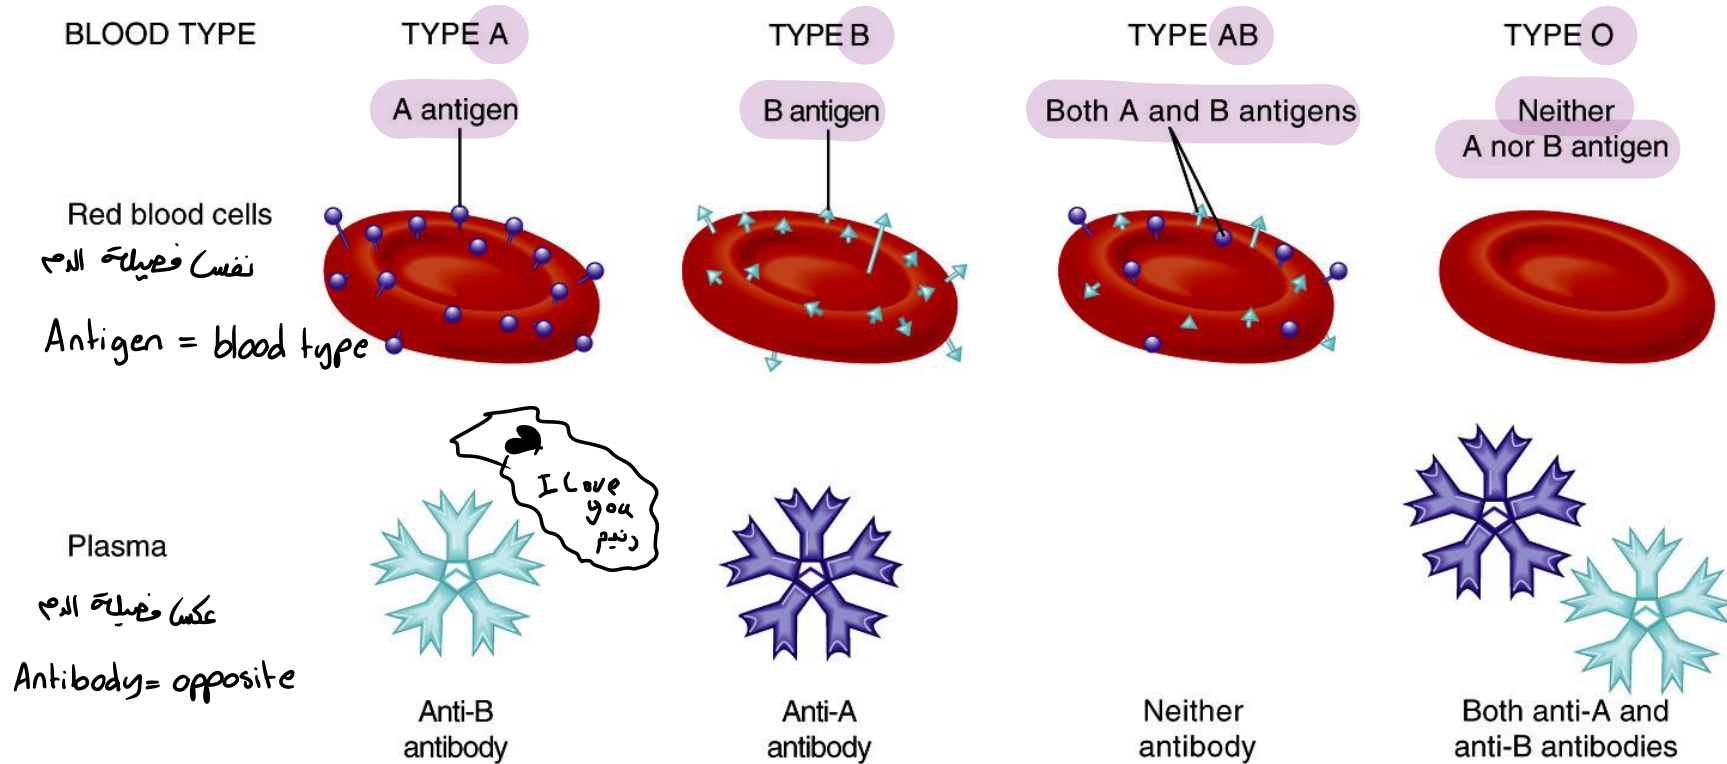 BLOOD TYPE TYPE A TYPE B TYPE AB TYPE O
A antigen B antigen Both A and B antigens Neither
A nor B antigen
Red blood cells
نفس فصيلة الدم
Antigen = blood type
I Love
you
رنيم
Plasma
عكس فصيلة الدم
Antibody = opposite
Anti-B Anti-A Neither Both anti-A and
antibody antibody antibody anti-B antibodies